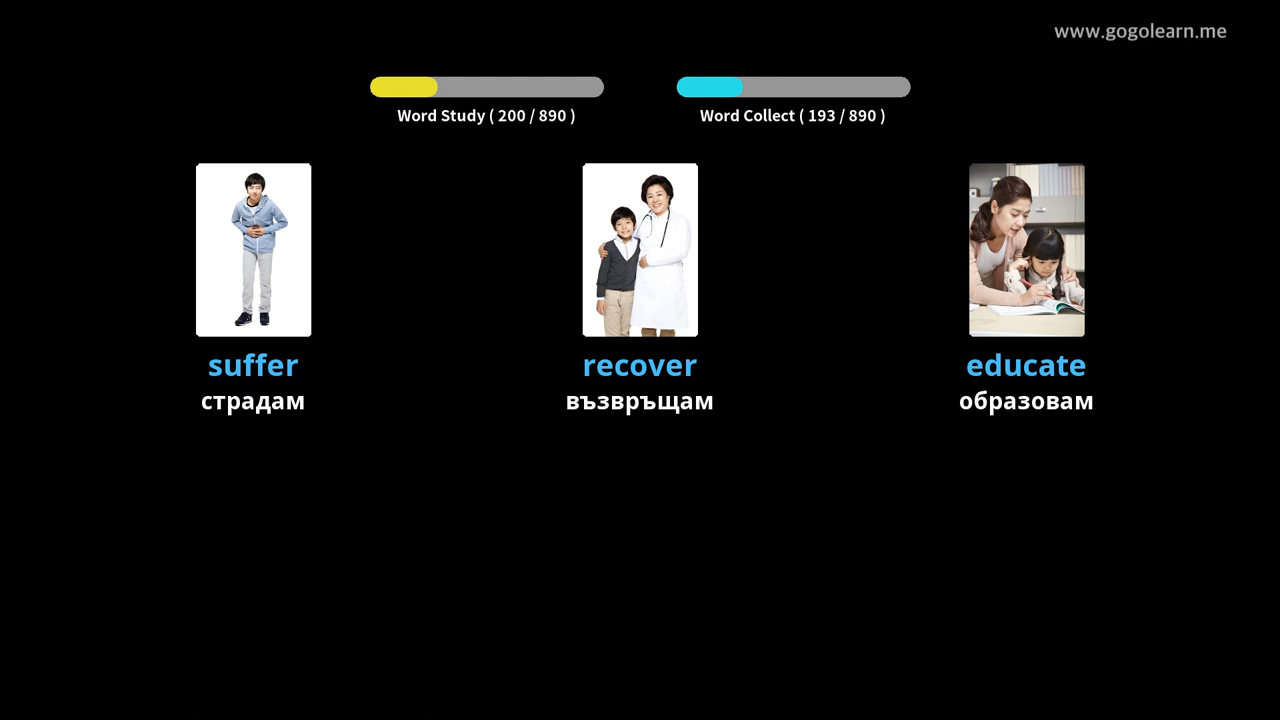 www.gogolearn.me
Word Study ( 200 / 890 )
Word Collect ( 193 / 890 )
suffer
страдам
recover
възвръщам
educate
образовам